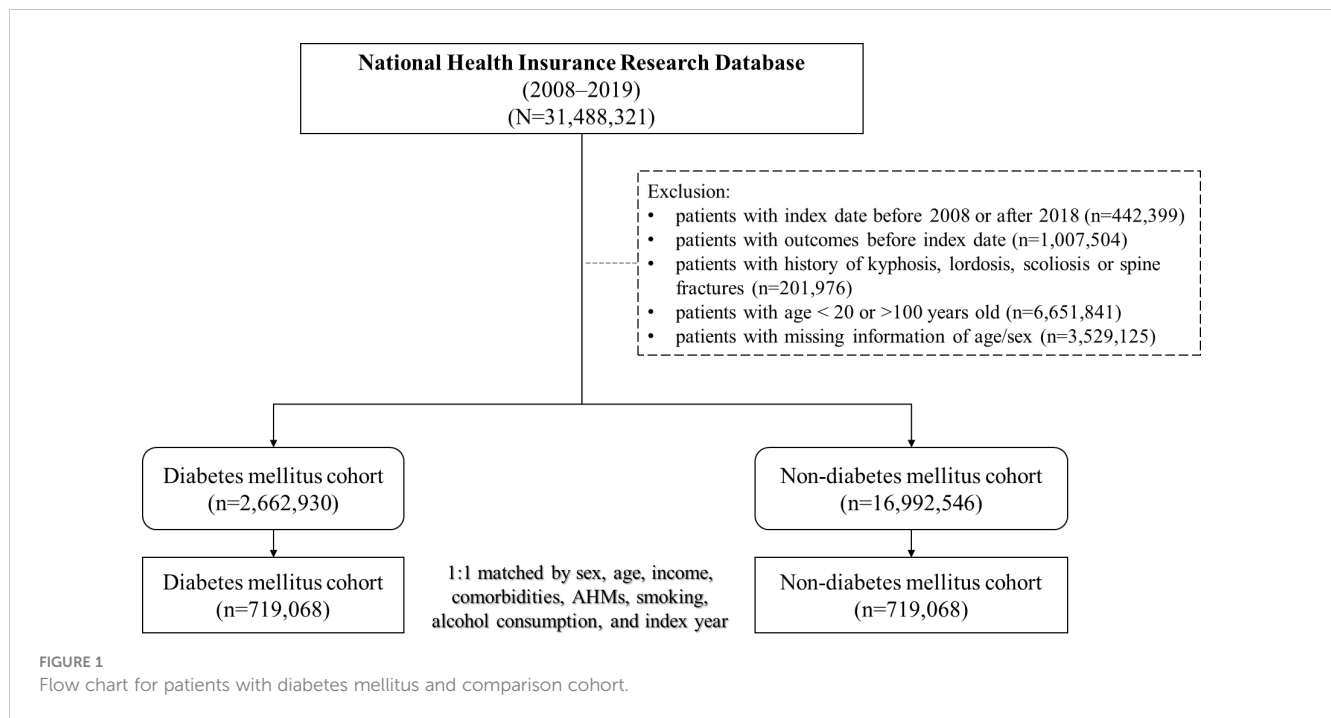 National Health Insurance Research Database
(2008–2019)
(N=31,488,321)
Exclusion:
• patients with index date before 2008 or after 2018 (n=442,399)
• patients with outcomes before index date (n=1,007,504)
• patients with history of kyphosis, lordosis, scoliosis or spine
fractures (n=201,976)
• patients with age < 20 or >100 years old (n=6,651,841)
• patients with missing information of age/sex (n=3,529,125)
Diabetes mellitus cohort
(n=2,662,930)
Non-diabetes mellitus cohort
(n=16,992,546)
Diabetes mellitus cohort
(n=719,068)
1:1 matched by sex, age, income,
comorbidities, AHMs, smoking,
alcohol consumption, and index year
Non-diabetes mellitus cohort
(n=719,068)
FIGURE 1
Flow chart for patients with diabetes mellitus and comparison cohort.